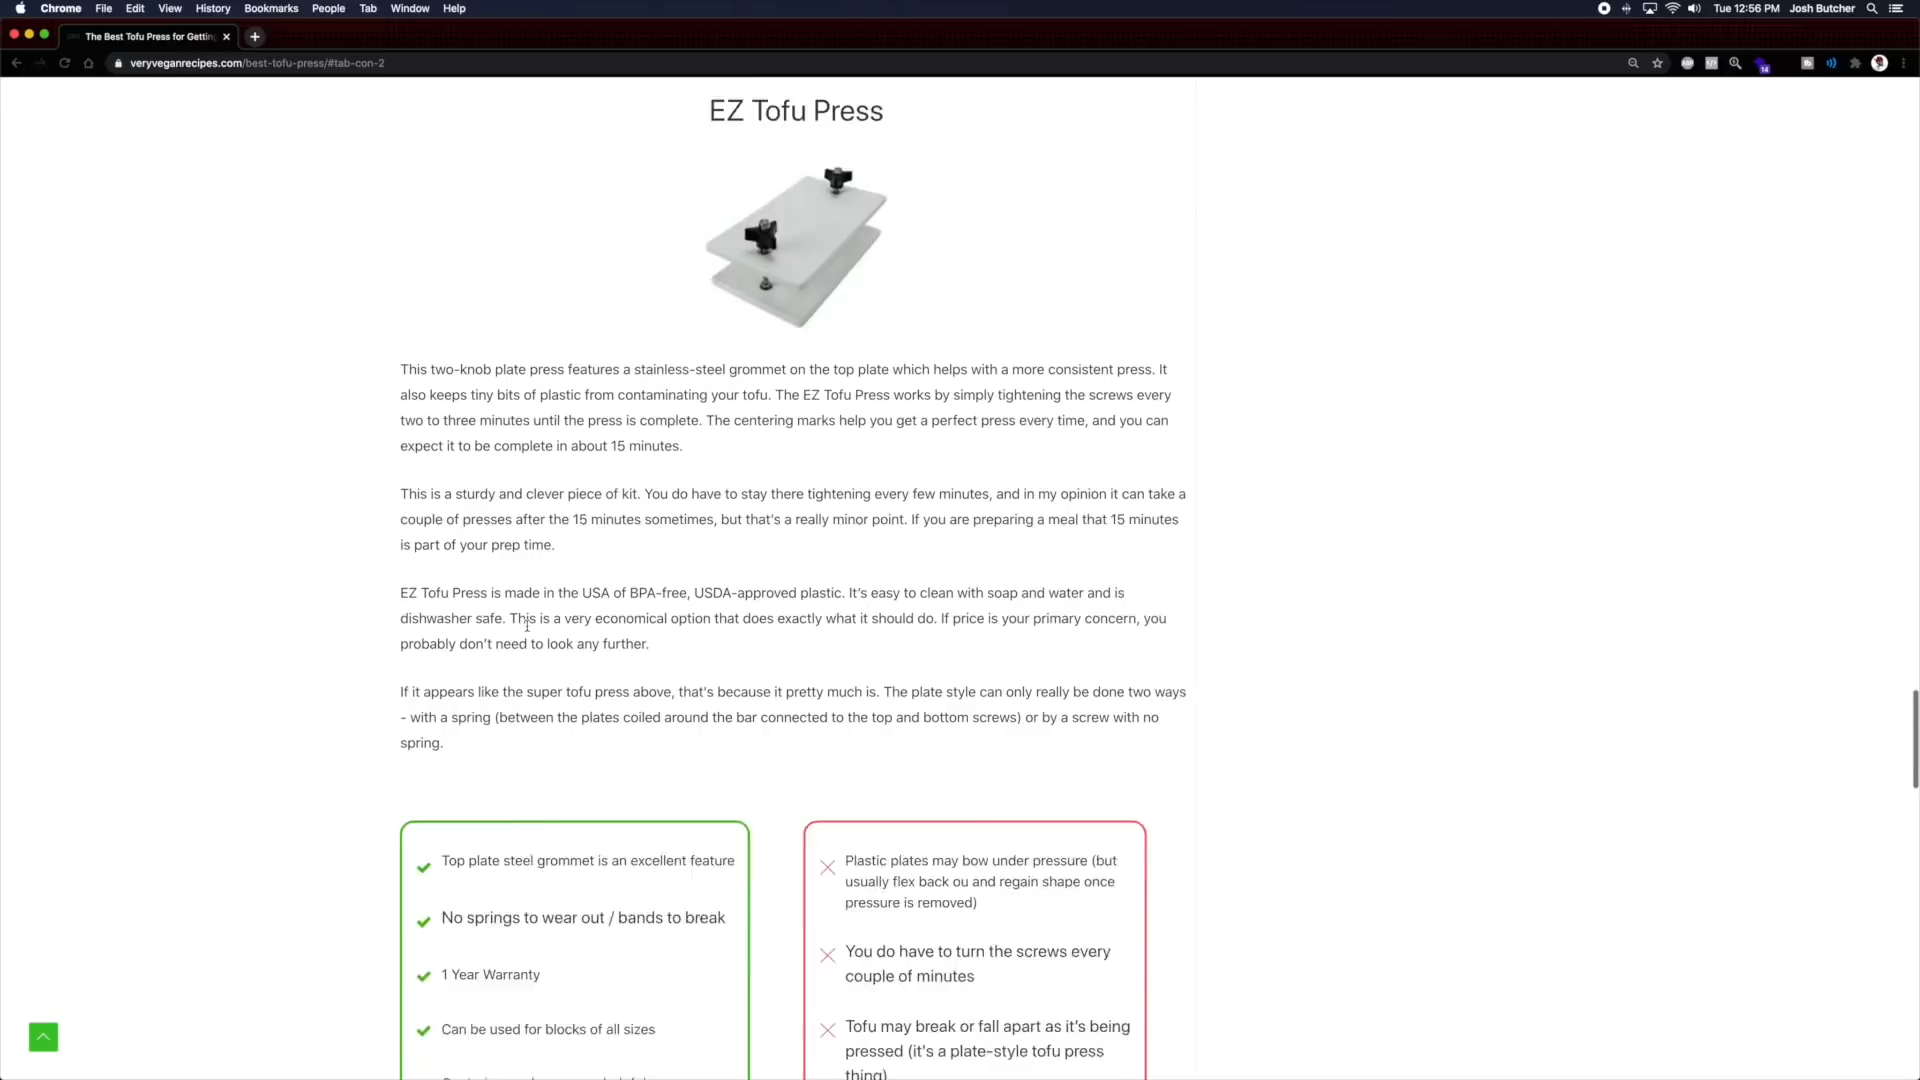 Chrome File Edit View History Bookmarks People Tab Window Help
Tue 12:56 PM Josh Butcher
The Best Tofu Press for Gettin
veryveganrecipes.com/best-tofu-press/#tab-con-2
14
EZ Tofu Press
This two-knob plate press features a stainless-steel grommet on the top plate which helps with a more consistent press. It
also keeps tiny bits of plastic from contaminating your tofu. The EZ Tofu Press works by simply tightening the screws every
two to three minutes until the press is complete. The centering marks help you get a perfect press every time, and you can
expect it to be complete in about 15 minutes.
This is a sturdy and clever piece of kit. You do have to stay there tightening every few minutes, and in my opinion it can take a
couple of presses after the 15 minutes sometimes, but that's a really minor point. If you are preparing a meal that 15 minutes
is part of your prep time.
EZ Tofu Press is made in the USA of BPA-free, USDA-approved plastic. It's easy to clean with soap and water and is
dishwasher safe. This is a very economical option that does exactly what it should do. If price is your primary concern, you
probably don't need to look any further.
If it appears like the super tofu press above, that's because it pretty much is. The plate style can only really be done two ways
- with a spring (between the plates coiled around the bar connected to the top and bottom screws) or by a screw with no
spring.
Top plate steel grommet is an excellent feature
No springs to wear out / bands to break
1 Year Warranty
Can be used for blocks of all sizes
Plastic plates may bow under pressure (but
usually flex back ou and regain shape once
pressure is removed)
You do have to turn the screws every
couple of minutes
Tofu may break or fall apart as it's being
pressed (it's a plate-style tofu press
thing)